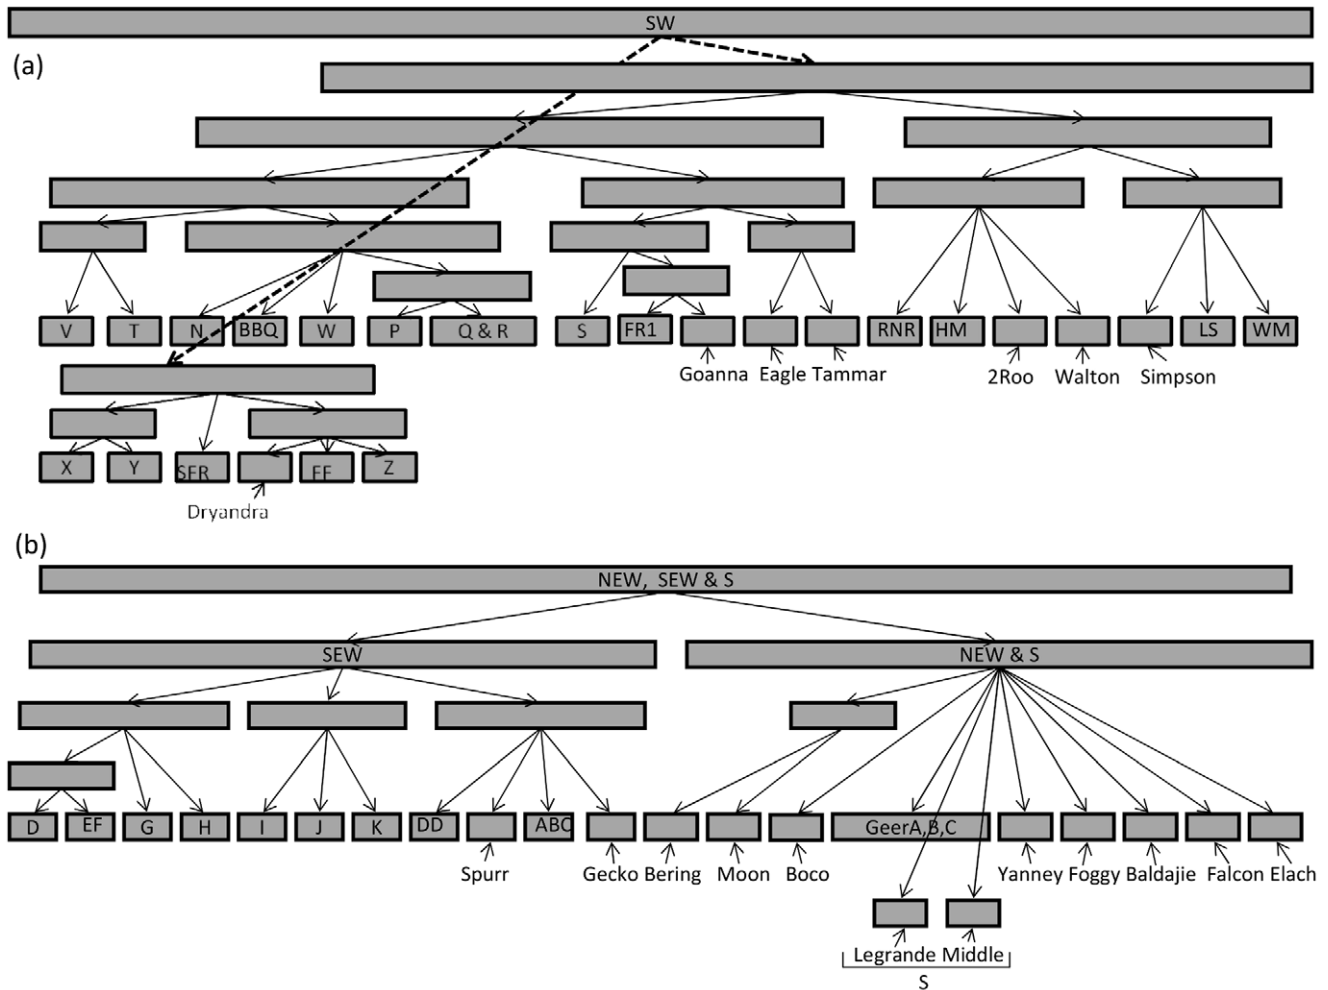 SW
(a)
V T N BBQ W P Q & R S FR1 RNR HM LS WM
Goanna Eagle Tammar 2Roo Walton Simpson
X Y SFR FF Z
Dryandra
(b)
NEW, SEW & S
SEW NEW & S
D EF G H I J K DD ABC GeerA,B,C
Spurr Gecko Bering Moon Boco Yanney Foggy Baldajie Falcon Elach
Legrande Middle
S